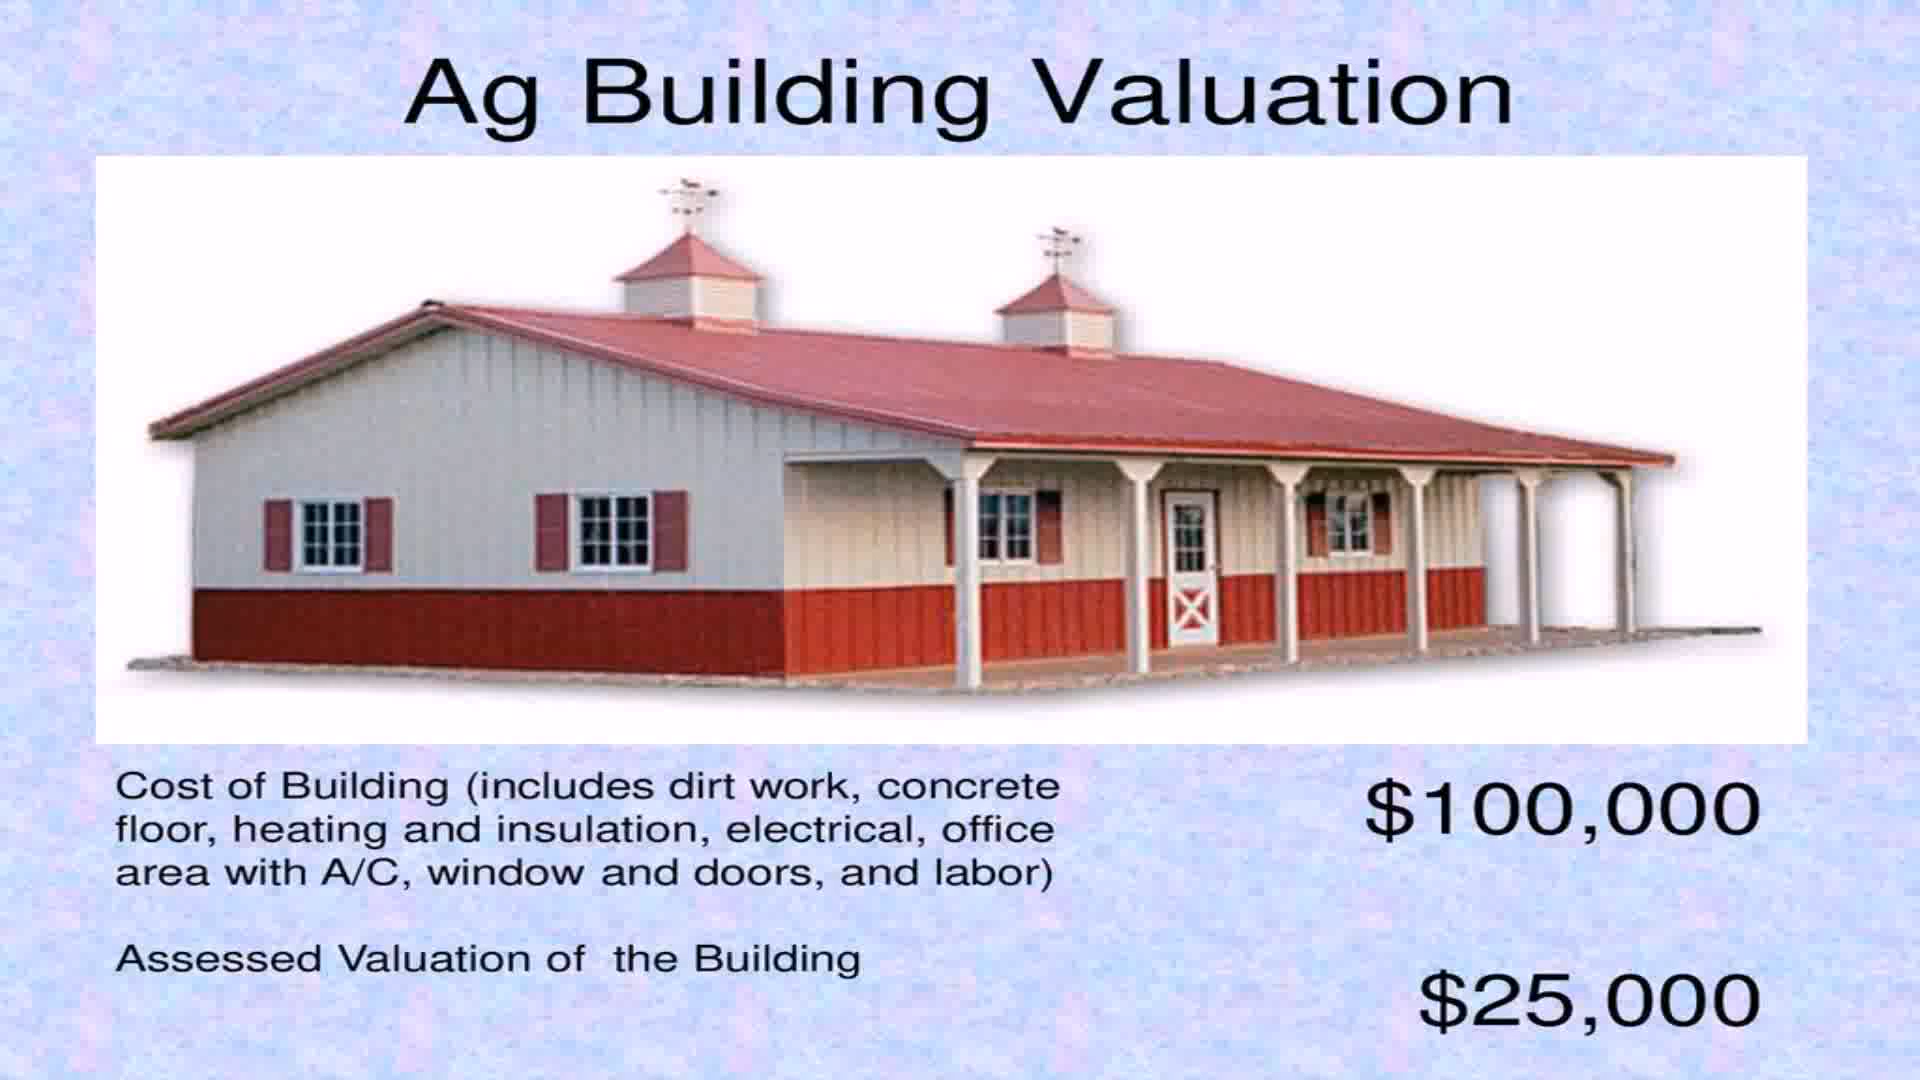 Ag Building Valuation
Cost of Building (includes dirt work, concrete
floor, heating and insulation, electrical, office
area with A/C, window and doors, and labor)
$100,000
Assessed Valuation of  the Building
$25,000